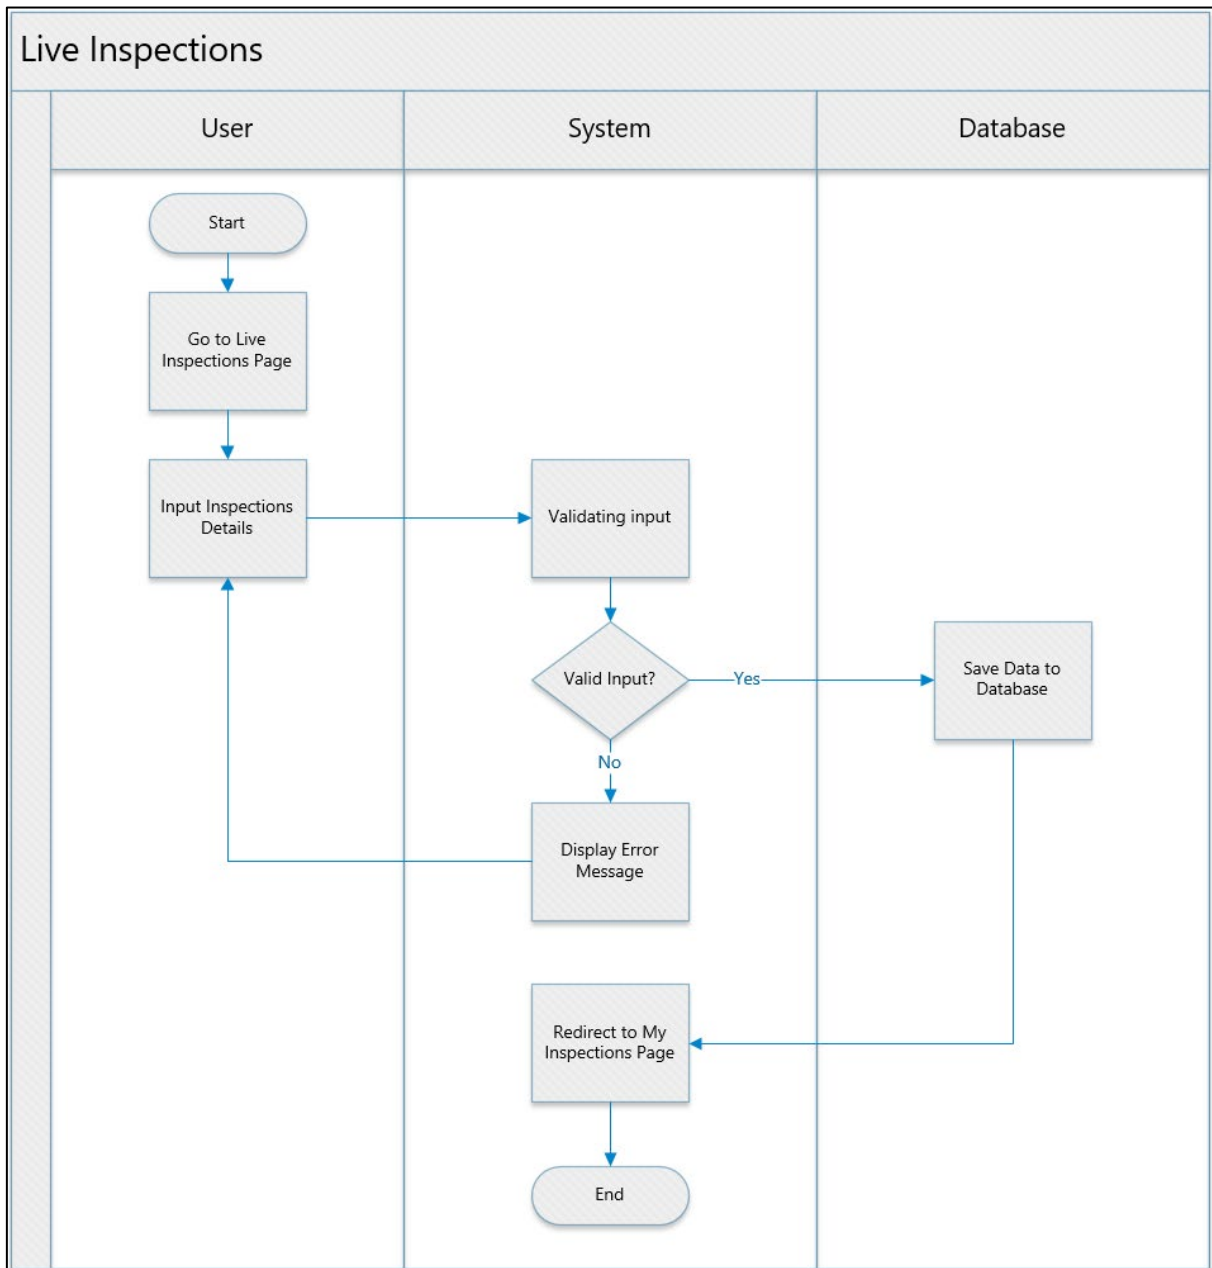 Live Inspections
User
System
Database
Start
Go to Live
Inspections Page
Input Inspections
Details
Validating input
Valid Input?
Yes
Save Data to
Database
No
Display Error
Message
Redirect to My
Inspections Page
End